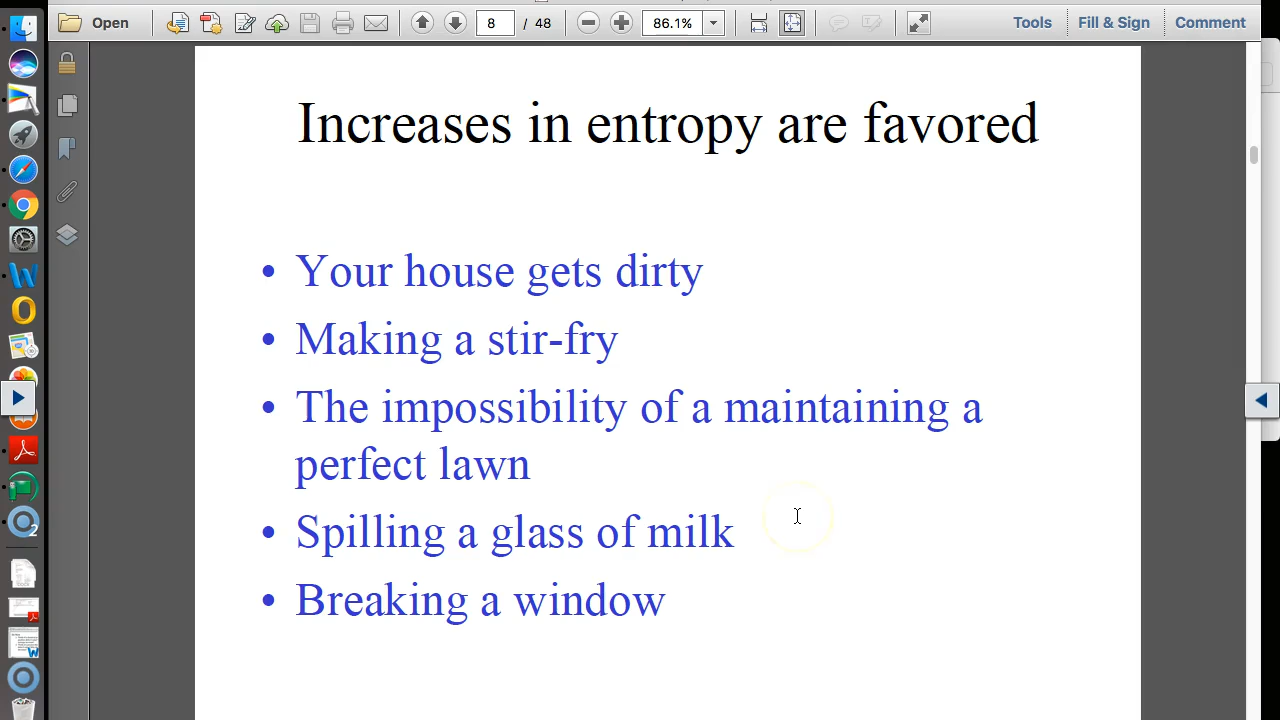 Open
8 / 48
86.1%
Tools
Fill & Sign
Comment
Increases in entropy are favored
• Your house gets dirty
• Making a stir-fry
• The impossibility of a maintaining a
perfect lawn
• Spilling a glass of milk
• Breaking a window